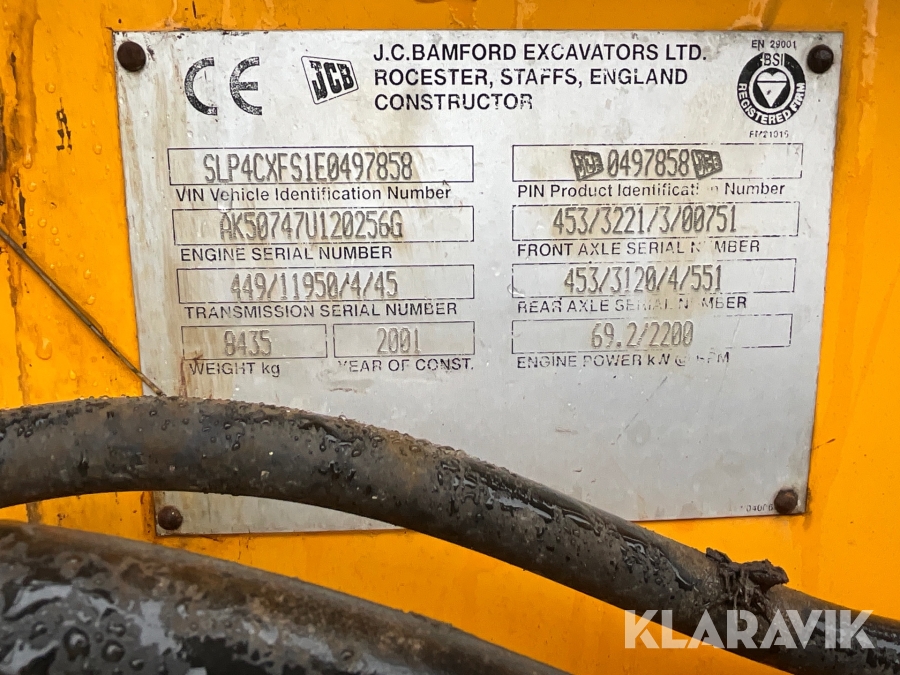 CE JCB J.C.BAMFORD EXCAVATORS LTD.
ROCESTER, STAFFS, ENGLAND
CONSTRUCTOR
EN 29001
BSI
REGISTERED FIRM
SLP4CXFS1E0497858
VIN Vehicle Identification Number
JCB 0497858 JCB
PIN Product Identification Number
AK50747U120256G
ENGINE SERIAL NUMBER
453/3221/3/00751
FRONT AXLE SERIAL NUMBER
449/11950/4/45
TRANSMISSION SERIAL NUMBER
453/3120/4/551
REAR AXLE SERIAL NUMBER
8435
WEIGHT kg
2001
YEAR OF CONST.
69.2/2200
ENGINE POWER kW @ RPM
KLARAVIK